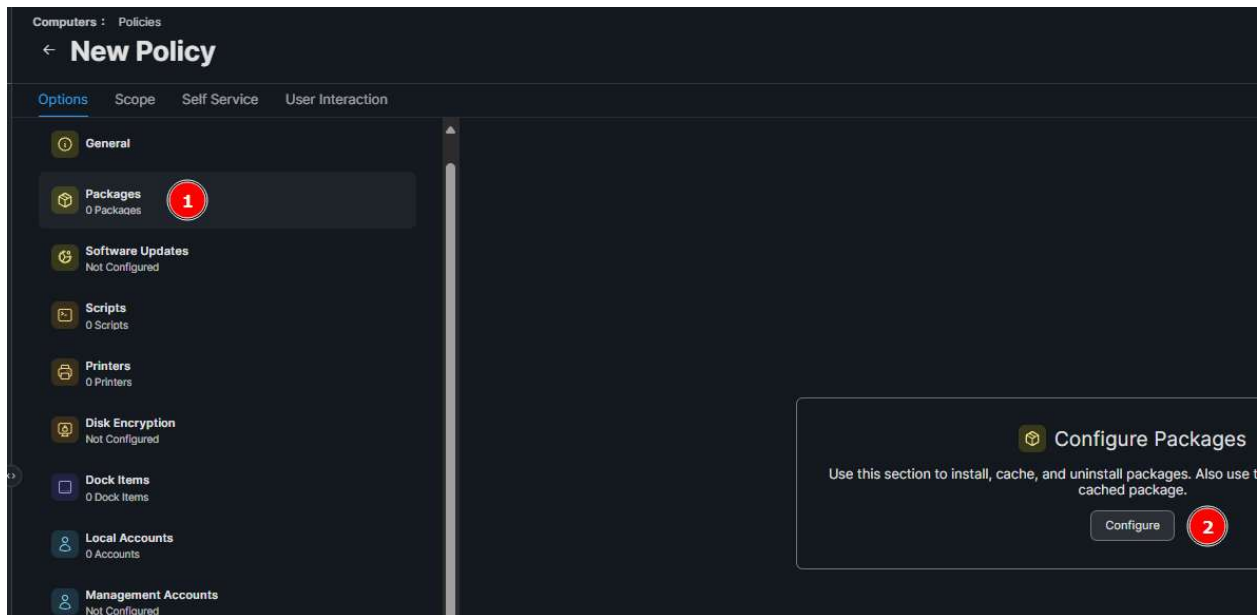 Computers : Policies
← New Policy
Options Scope Self Service User Interaction
General
Packages
0 Packages
1
Software Updates
Not Configured
Scripts
0 Scripts
Printers
0 Printers
Disk Encryption
Not Configured
Dock Items
0 Dock Items
Local Accounts
0 Accounts
Management Accounts
Not Configured
Configure Packages
Use this section to install, cache, and uninstall packages. Also use
cached package.
Configure
2